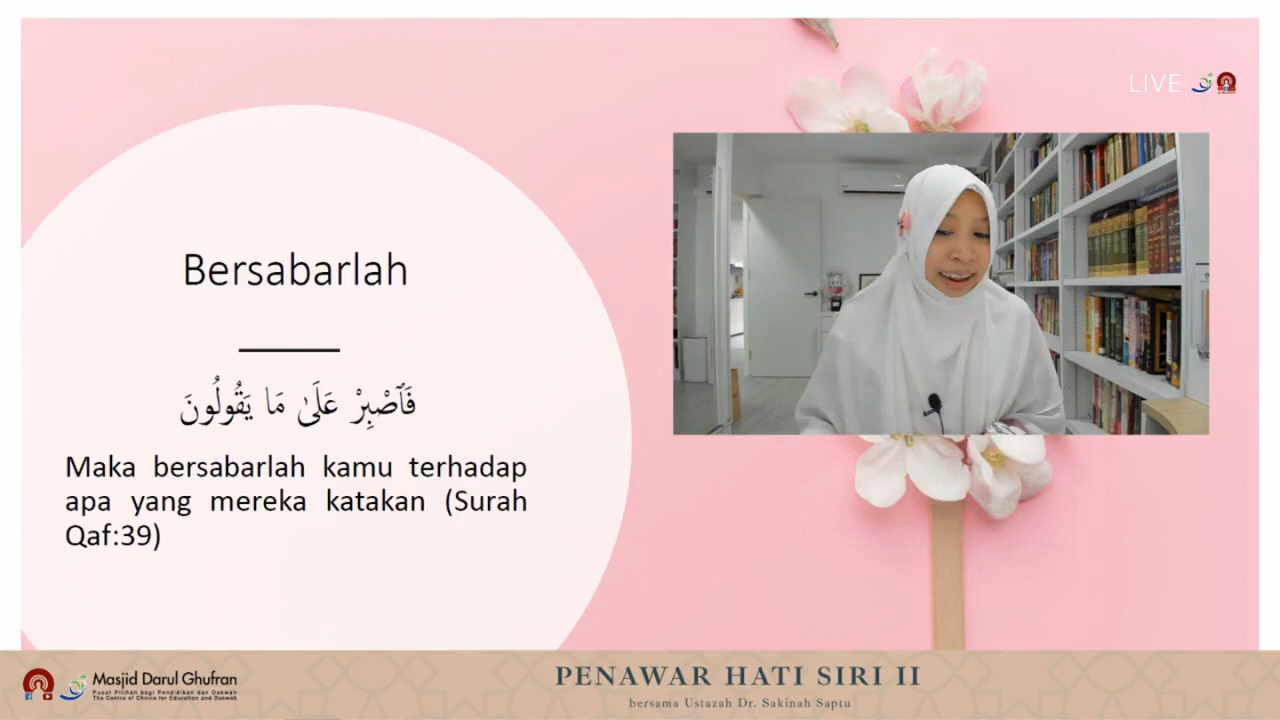 LIVE
Bersabarlah
فَٱصْبِرْ عَلَىٰ مَا يَقُولُونَ
Maka bersabarlah kamu terhadap
apa yang mereka katakan (Surah
Qaf:39)
Masjid Darul Ghufran
Pusat Pilihan bagi Pendidikan dan Dakwah
The Centre of Choice for Education and Dakwah
PENAWAR HATI SIRI II
bersama Ustazah Dr. Sakinah Saptu